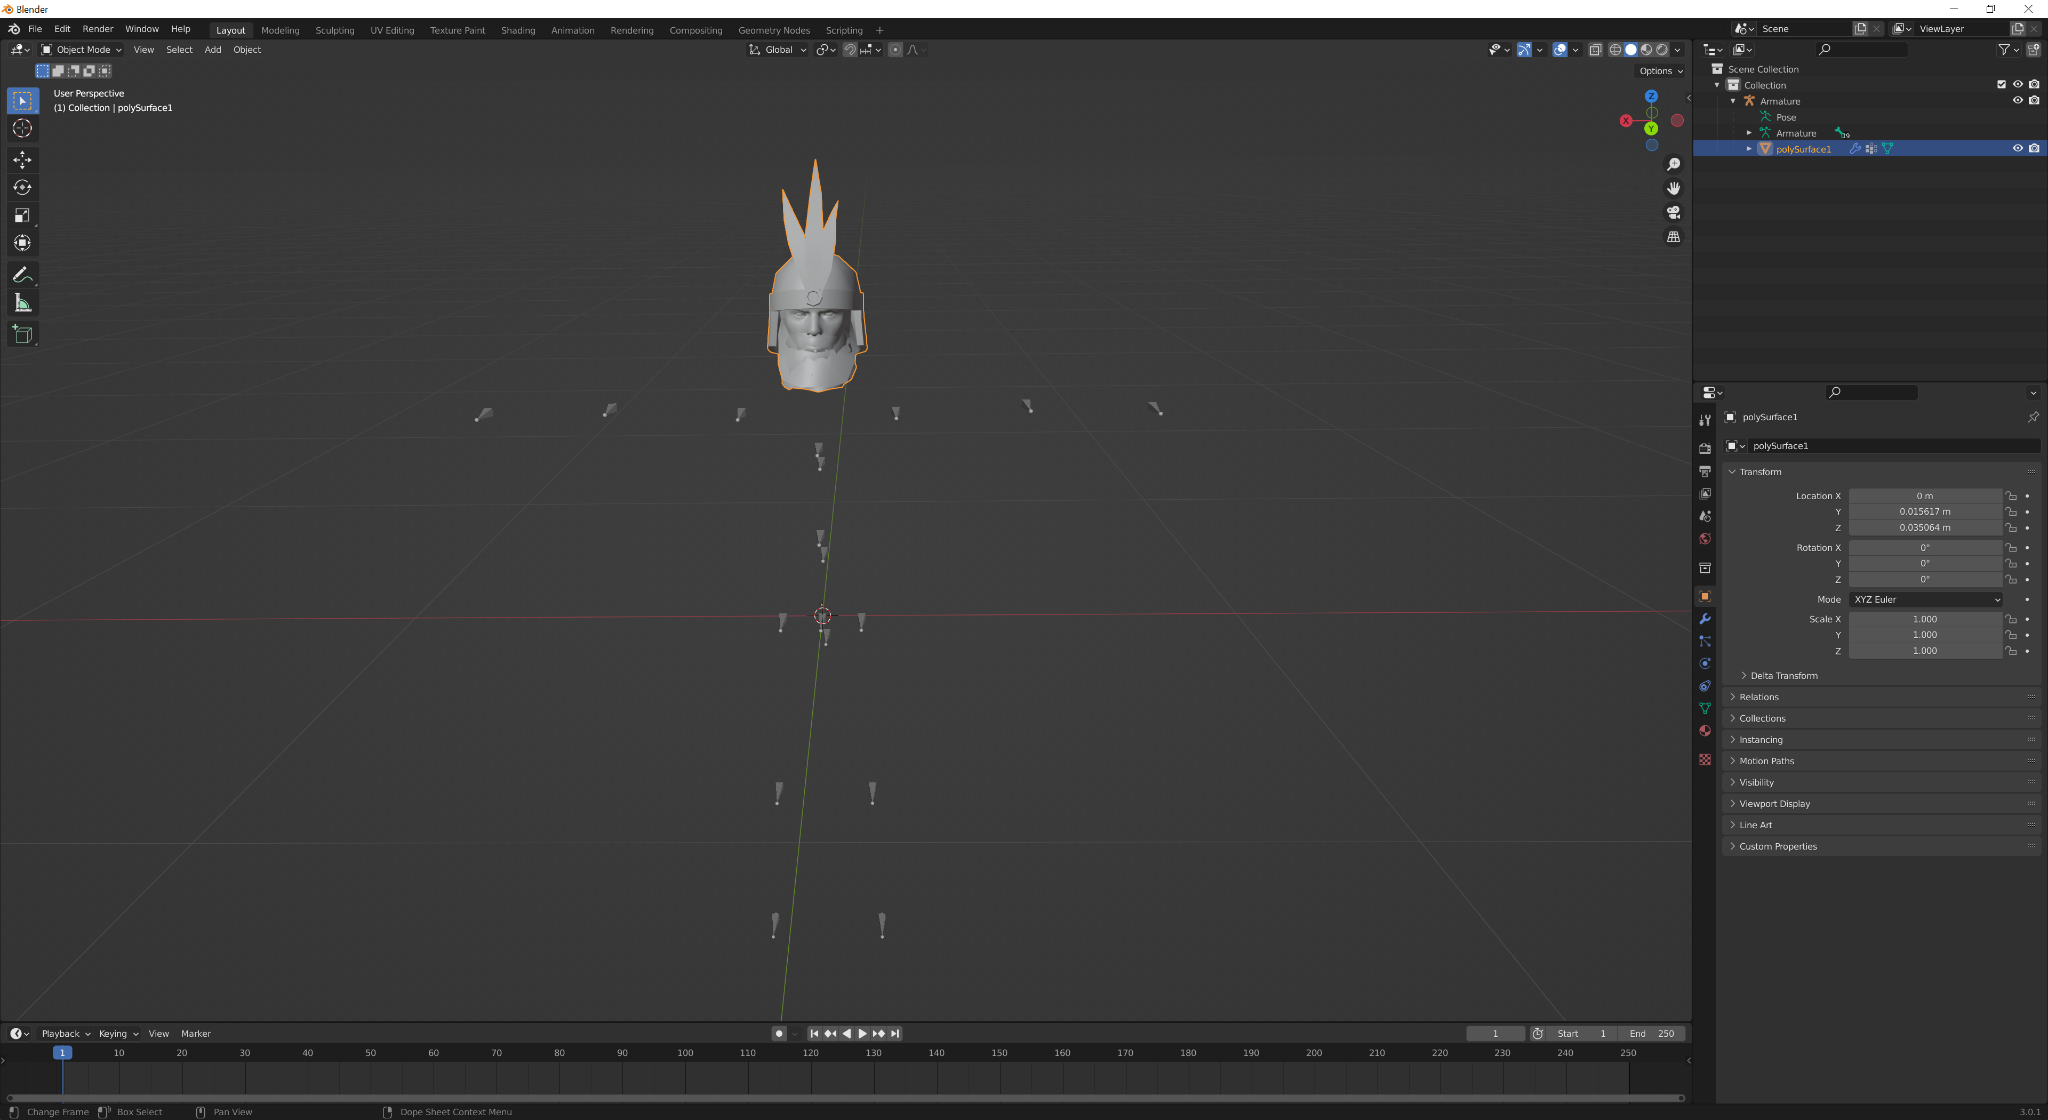 Blender
File Edit Render Window Help Layout Modeling Sculpting UV Editing Texture Paint Shading Animation Rendering Compositing Geometry Nodes Scripting + Scene ViewLayer
Object Mode View Select Add Object Global
Options
User Perspective
(1) Collection | polySurface1
Z
X
Y
Scene Collection
Collection
Armature
Pose
Armature 19
polySurface1
polySurface1
polySurface1
Transform
Location X 0 m
Y 0.015617 m
Z 0.035064 m
Rotation X 0°
Y 0°
Z 0°
Mode XYZ Euler
Scale X 1.000
Y 1.000
Z 1.000
Delta Transform
Relations
Collections
Instancing
Motion Paths
Visibility
Viewport Display
Line Art
Custom Properties
Playback Keying View Marker 1 Start 1 End 250
1 10 20 30 40 50 60 70 80 90 100 110 120 130 140 150 160 170 180 190 200 210 220 230 240 250
Change Frame Box Select Pan View Dope Sheet Context Menu 3.0.1